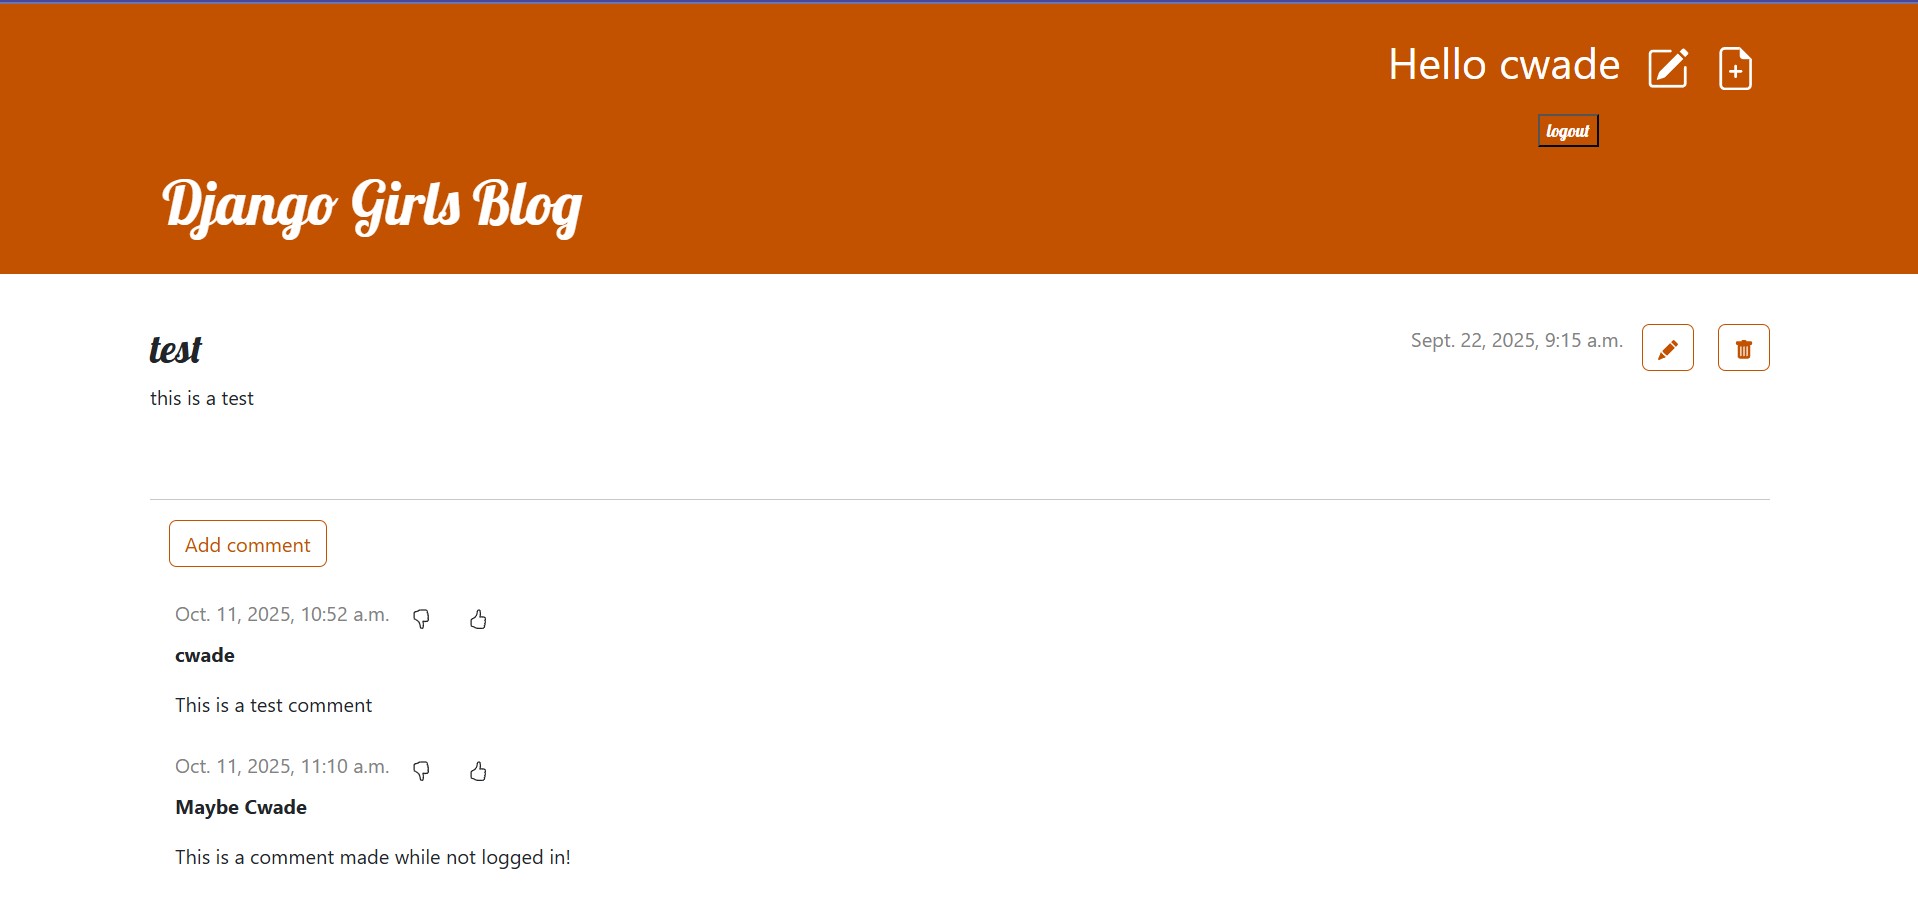 Hello cwade
logout
Django Girls Blog
test
Sept. 22, 2025, 9:15 a.m.
this is a test
Add comment
Oct. 11, 2025, 10:52 a.m.
cwade
This is a test comment
Oct. 11, 2025, 11:10 a.m.
Maybe Cwade
This is a comment made while not logged in!